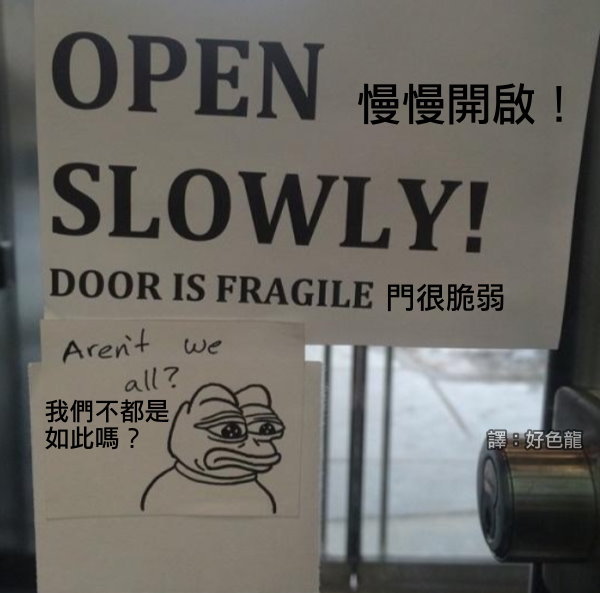 OPEN 慢慢開啟！
SLOWLY!
DOOR IS FRAGILE 門很脆弱
Aren't we
all?
我們不都是
如此嗎？
譯：好色龍